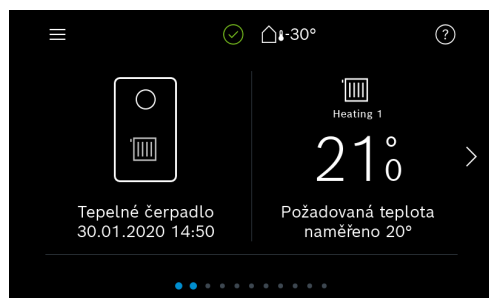 -30°
?
Heating 1
21°0
Tepelné čerpadlo
30.01.2020 14:50
Požadovaná teplota
naměřeno 20°